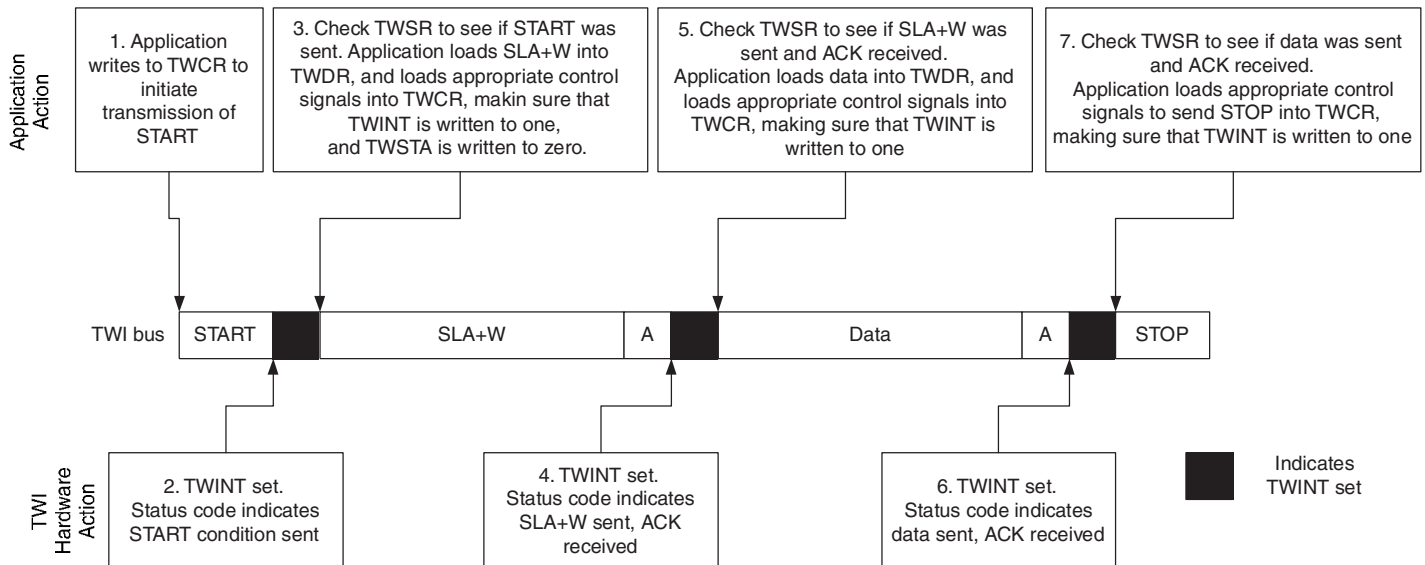 Application
Action
1. Application
writes to TWCR to
initiate
transmission of
START
3. Check TWSR to see if START was
sent. Application loads SLA+W into
TWDR, and loads appropriate control
signals into TWCR, makin sure that
TWINT is written to one,
and TWSTA is written to zero.
5. Check TWSR to see if SLA+W was
sent and ACK received.
Application loads data into TWDR, and
loads appropriate control signals into
TWCR, making sure that TWINT is
written to one
7. Check TWSR to see if data was sent
and ACK received.
Application loads appropriate control
signals to send STOP into TWCR,
making sure that TWINT is written to one
TWI bus
START
SLA+W
A
Data
A
STOP
TWI
Hardware
Action
2. TWINT set.
Status code indicates
START condition sent
4. TWINT set.
Status code indicates
SLA+W sent, ACK
received
6. TWINT set.
Status code indicates
data sent, ACK received
Indicates
TWINT set